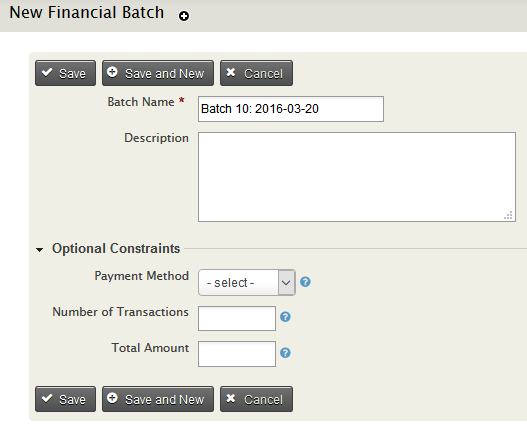 New Financial Batch
Save Save and New Cancel
Batch Name * Batch 10: 2016-03-20
Description
Optional Constraints
Payment Method - select - ?
Number of Transactions ?
Total Amount ?
Save Save and New Cancel